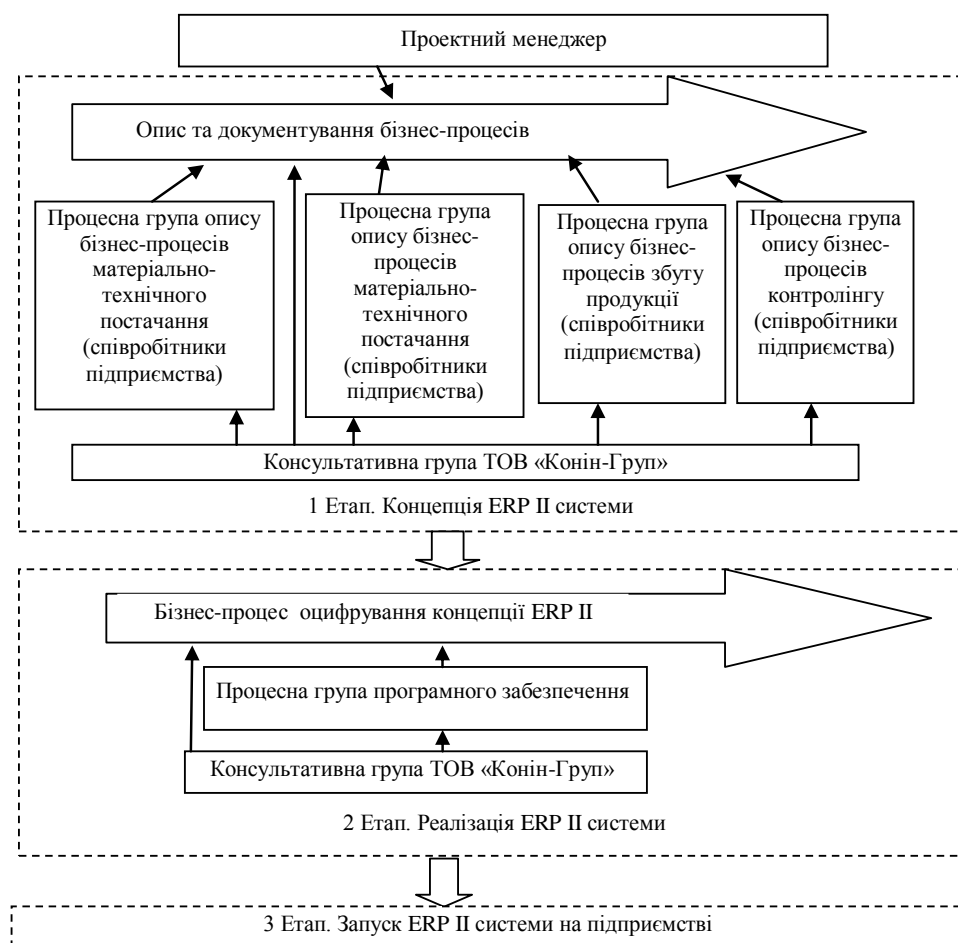 Проектний менеджер
Опис та документування бізнес-процесів
Процесна група опису
бізнес-процесів
матеріально-
технічного
постачання
(співробітники
підприємства)
Процесна група
опису бізнес-
процесів
матеріально-
технічного
постачання
(співробітники
підприємства)
Процесна група
опису бізнес-
процесів збуту
продукції
(співробітники
підприємства)
Процесна група
опису бізнес-
процесів
контролінгу
(співробітники
підприємства)
Консультативна група ТОВ «Конін-Груп»
1 Етап. Концепція ERP II системи
Бізнес-процес оцифрування концепції ERP II
Процесна група програмного забезпечення
Консультативна група ТОВ «Конін-Груп»
2 Етап. Реалізація ERP II системи
3 Етап. Запуск ERP II системи на підприємстві